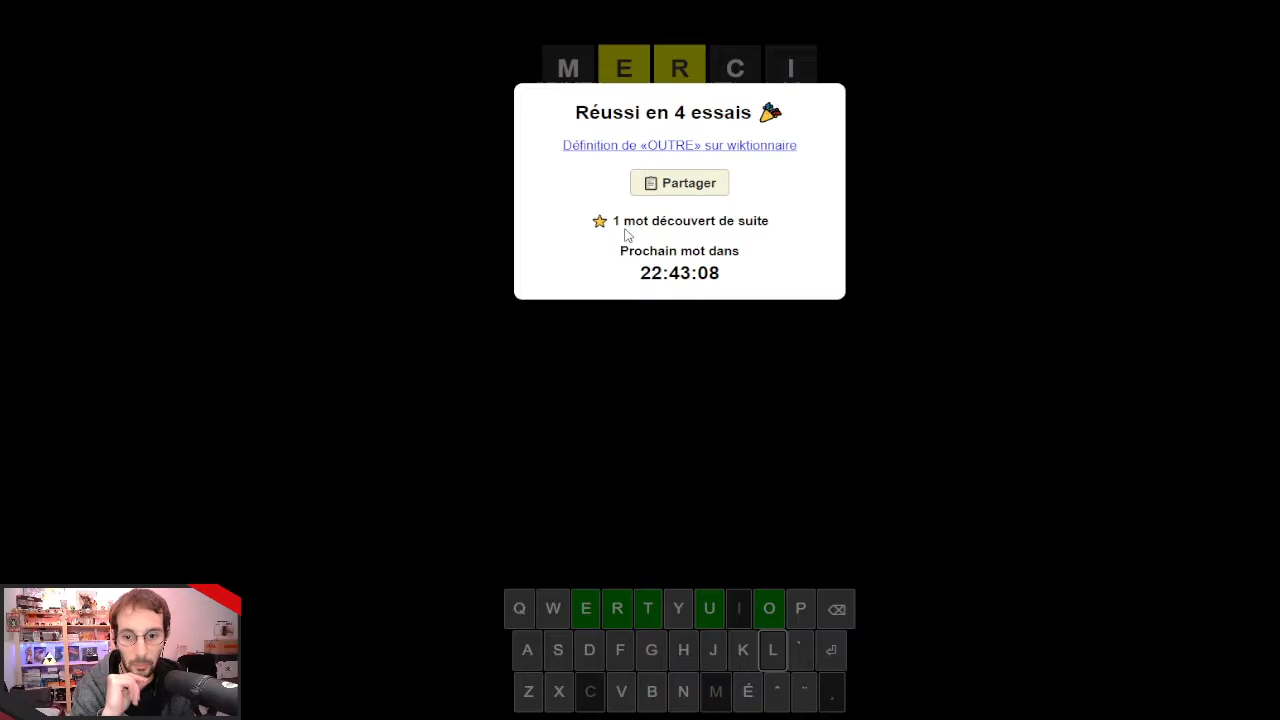 M E R C I
Réussi en 4 essais
Définition de «OUTRE» sur wiktionnaire
Partager
1 mot découvert de suite
Prochain mot dans
22:43:08
Q W E R T Y U I O P
A S D F G H J K L `
Z X C V B N M É ^ ¨ ¸